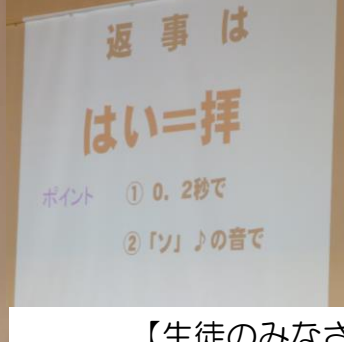 返事は
はい＝拝
ポイント ① 0．2秒で
②「ソ」♪の音で
【生徒のみなさ